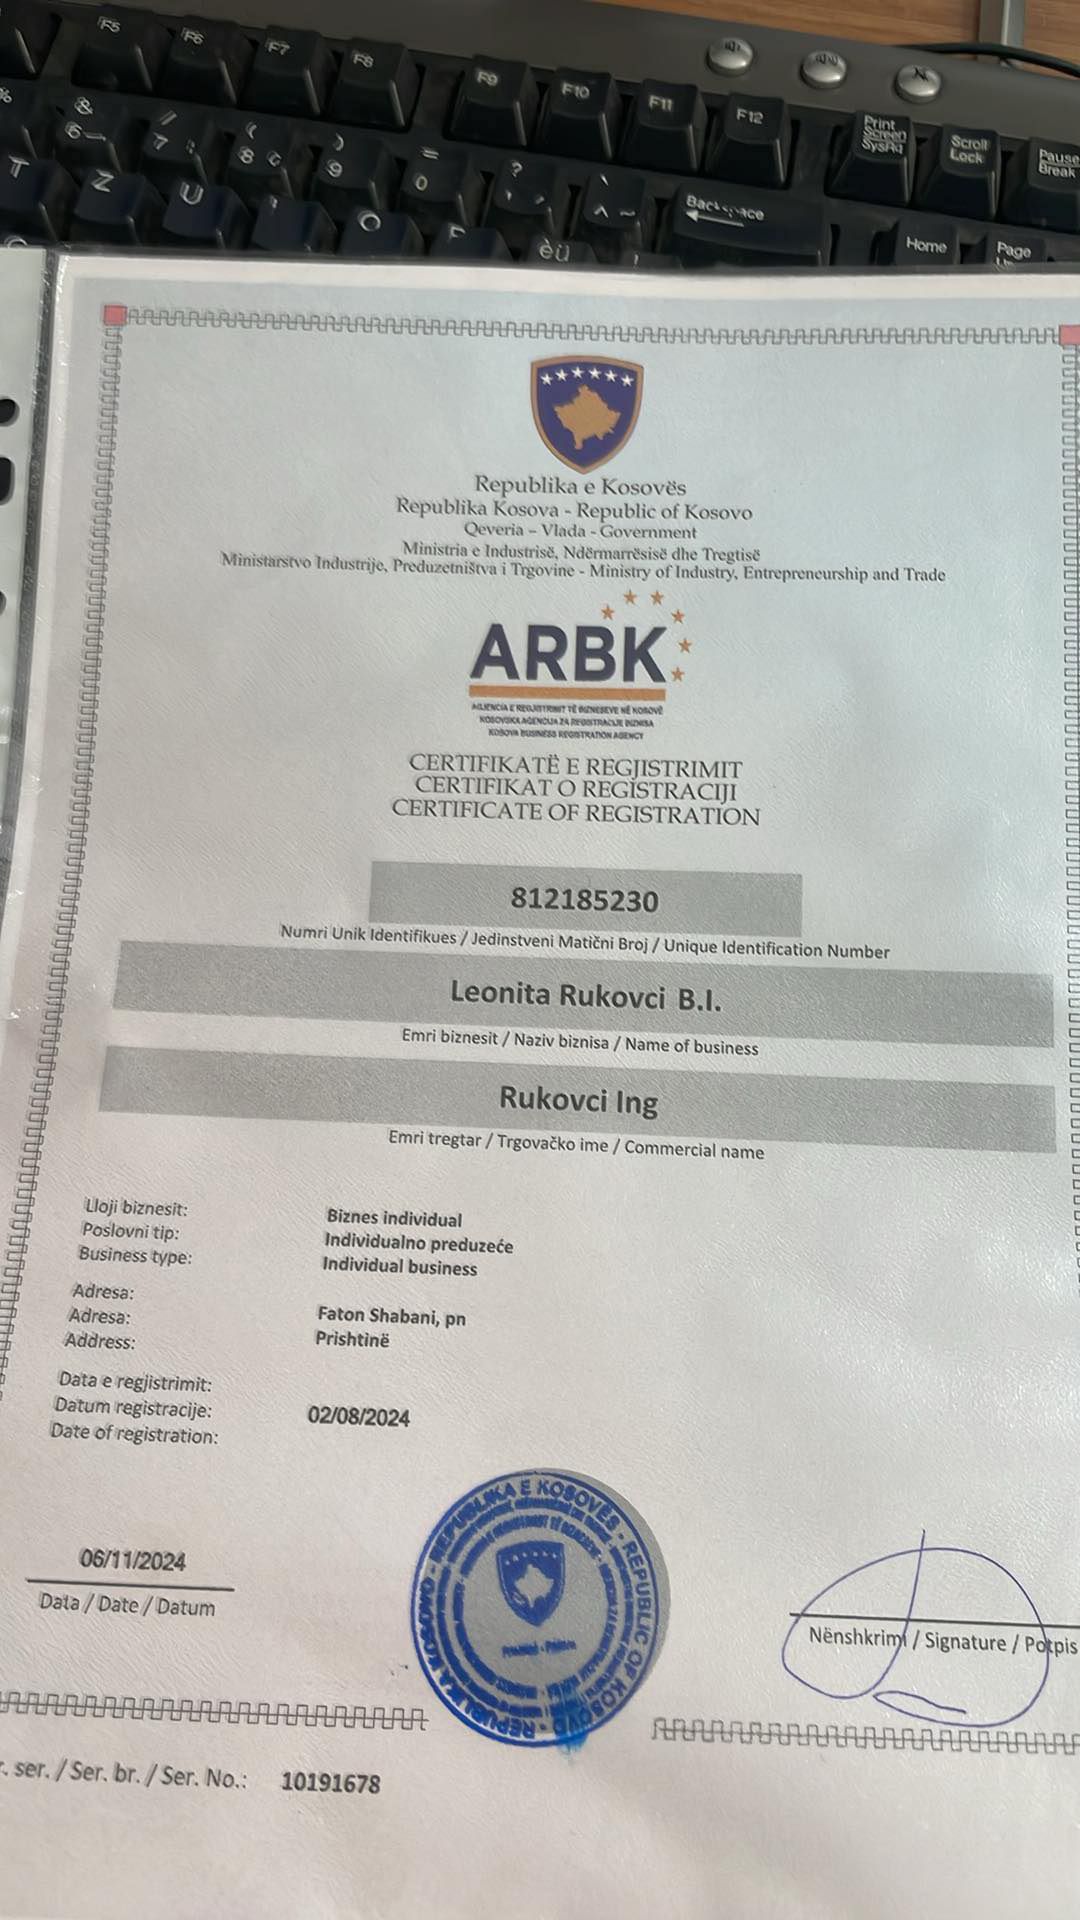 F5 F6 F7 F8 F9 F10 F11 F12
Print Screen SysRq
Scroll Lock
Pause Break
% & 6 / 7 ( 8 ) 9 = 0 ?
T Z U O
Home
Page
èü
Republika e Kosovës
Republika Kosova - Republic of Kosovo
Qeveria – Vlada - Government
Ministria e Industrisë, Ndërmarrësisë dhe Tregtisë
Ministarstvo Industrije, Preduzetništva i Trgovine - Ministry of Industry, Entrepreneurship and Trade
ARBK
AGJENCIA E REGJISTRIMIT TË BIZNESEVE NË KOSOVË
KOSOVSKA AGENCIJA ZA REGISTRACIJE BIZNISA
KOSOVA BUSINESS REGISTRATION AGENCY
CERTIFIKATË E REGJISTRIMIT
CERTIFIKAT O REGISTRACIJI
CERTIFICATE OF REGISTRATION
812185230
Numri Unik Identifikues / Jedinstveni Matični Broj / Unique Identification Number
Leonita Rukovci B.I.
Emri biznesit / Naziv biznisa / Name of business
Rukovci Ing
Emri tregtar / Trgovačko ime / Commercial name
Lloji biznesit: Biznes individual
Poslovni tip: Individualno preduzeće
Business type: Individual business
Adresa:
Adresa: Faton Shabani, pn
Address: Prishtinë
Data e regjistrimit:
Datum registracije: 02/08/2024
Date of registration:
06/11/2024
Data / Date / Datum
REPUBLIKA E KOSOVËS - REPUBLIC OF KOSOVO - REPUBLIKA KOSOVO
Nënshkrimi / Signature / Potpis
. ser. / Ser. br. / Ser. No.: 10191678